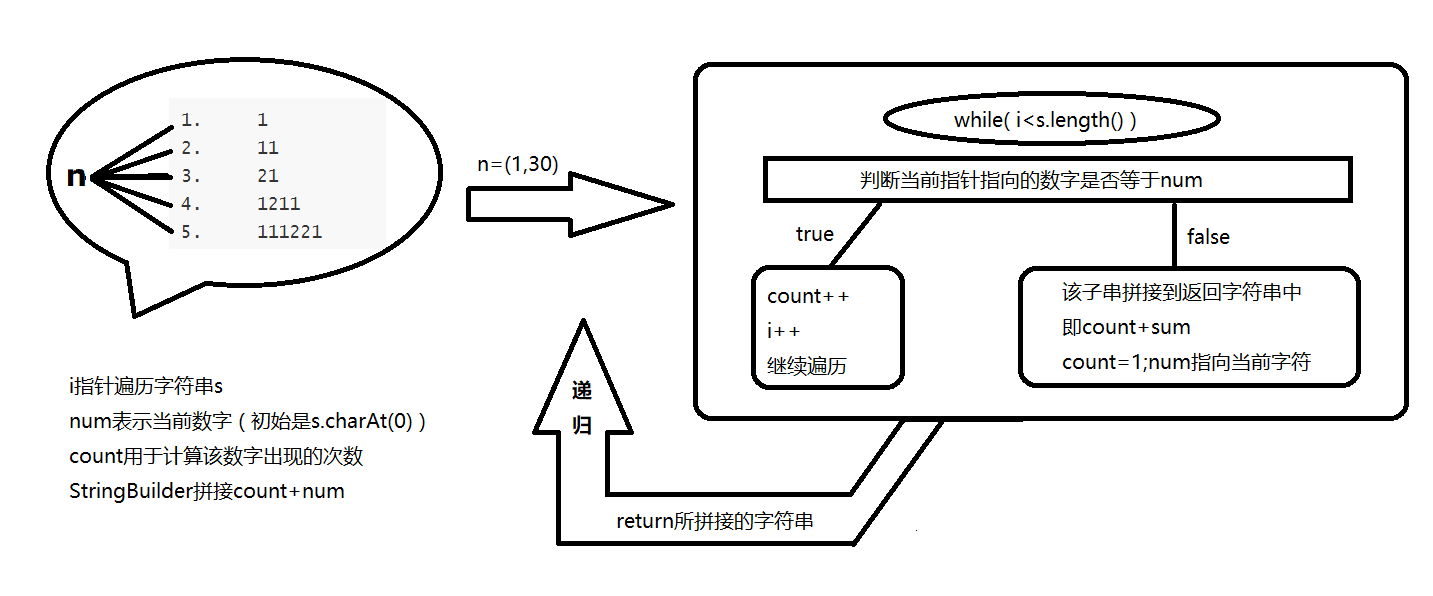 n
1. 1
2. 11
3. 21
4. 1211
5. 111221
n=(1,30)
while( i<s.length() )
判断当前指针指向的数字是否等于num
true
false
count++
i++
继续遍历
该子串拼接到返回字符串中
即count+sum
count=1;num指向当前字符
i指针遍历字符串s
num表示当前数字（初始是s.charAt(0)）
count用于计算该数字出现的次数
StringBuilder拼接count+num
递
归
return所拼接的字符串